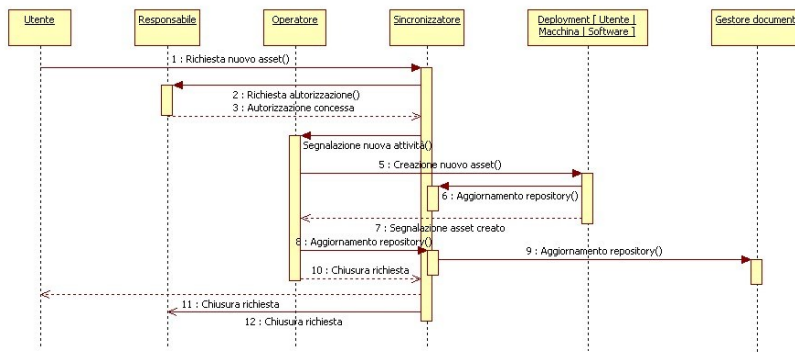 Utente
Responsabile
Operatore
Sincronizzatore
Deployment [ Utente |
Macchina | Software ]
Gestore document
1 : Richiesta nuovo asset()
2 : Richiesta autorizzazione()
3 : Autorizzazione concessa
Segnalazione nuova attività()
5 : Creazione nuovo asset()
6 : Aggiornamento repository()
7 : Segnalazione asset creato
8 : Aggiornamento repository()
9 : Aggiornamento repository()
10 : Chiusura richiesta
11 : Chiusura richiesta
12 : Chiusura richiesta